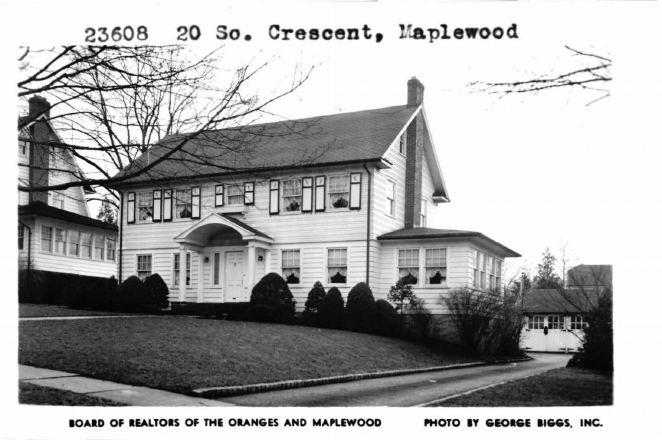 23608 20 So. Crescent, Maplewood
BOARD OF REALTORS OF THE ORANGES AND MAPLEWOOD PHOTO BY GEORGE BIGGS, INC.